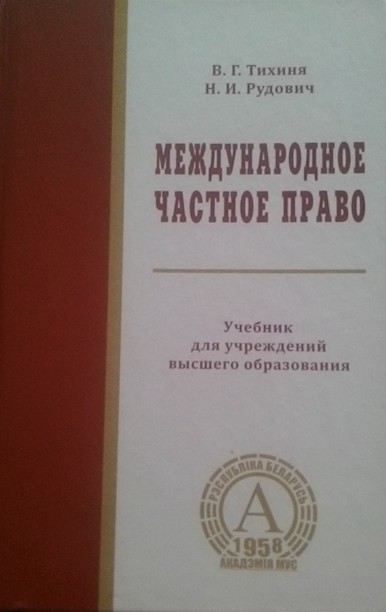 В. Г. Тихиня
Н. И. Рудович
МЕЖДУНАРОДНОЕ
ЧАСТНОЕ ПРАВО
Учебник
для учреждений
высшего образования
РЭСПУБЛІКА БЕЛАРУСЬ
А
1958
АКАДЭМІЯ МУС